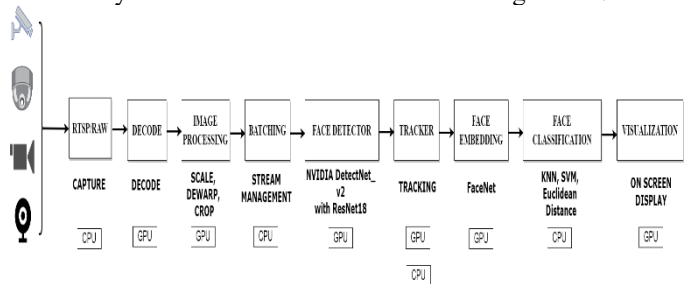 RTSP/RAW
DECODE
IMAGE
PROCESSING
BATCHING
FACE DETECTOR
TRACKER
FACE
EMBEDDING
FACE
CLASSIFICATION
VISUALIZATION
CAPTURE
DECODE
SCALE,
DEWARP,
CROP
STREAM
MANAGEMENT
NVIDIA DetectNet_
v2
with ResNet18
TRACKING
FaceNet
KNN, SVM,
Euclidean
Distance
ON SCREEN
DISPLAY
CPU
GPU
GPU
CPU
GPU
GPU
CPU
GPU
CPU
GPU